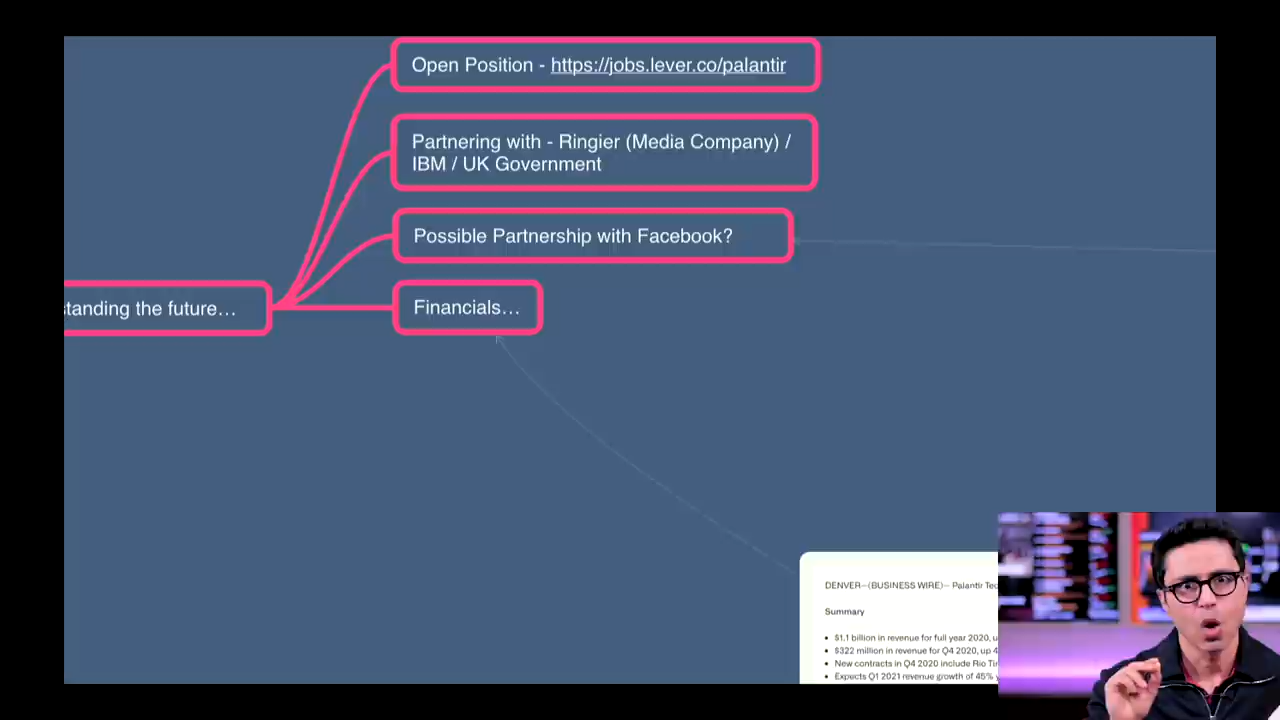 Open Position - https://jobs.lever.co/palantir
Partnering with - Ringier (Media Company) /
IBM / UK Government
Possible Partnership with Facebook?
standing the future...
Financials...
DENVER--(BUSINESS WIRE)-- Palantir
Summary
• $1.1 billion in revenue for full year 2020,
• $322 million in revenue for Q4 2020, up
• New contracts in Q4 2020 include Rio
• Expects Q1 2021 revenue growth of 45%